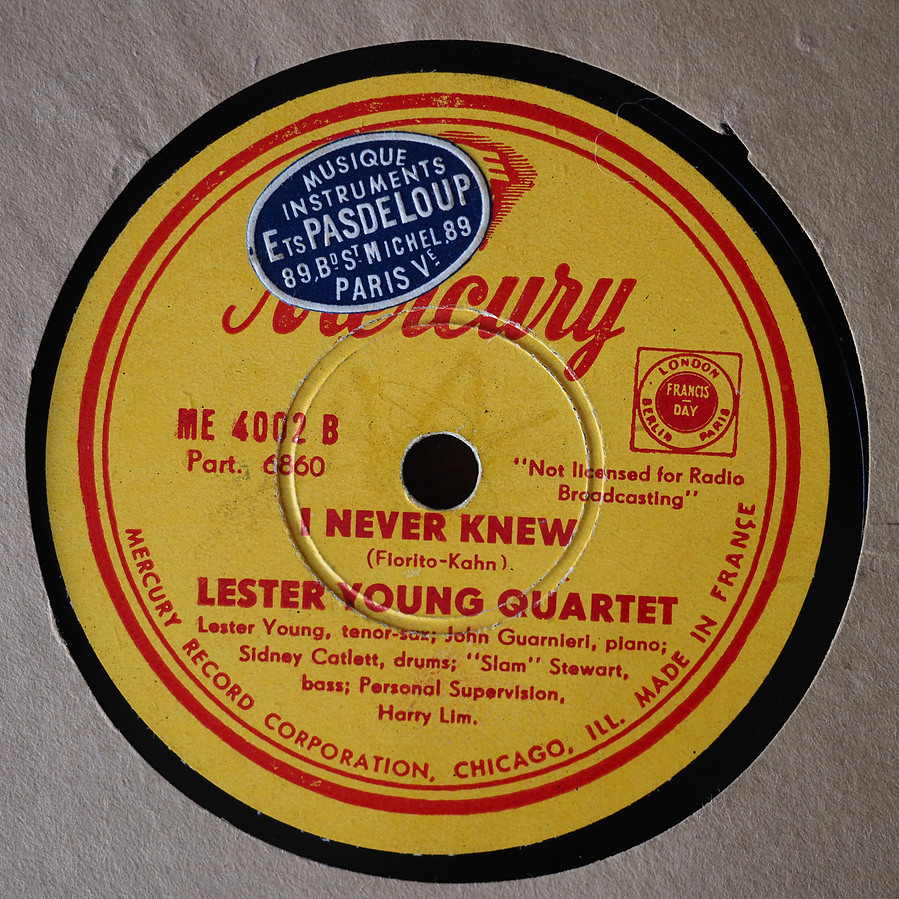 MUSIQUE
INSTRUMENTS
ETS PASDELOUP
89, BD ST MICHEL, 89
PARIS VE
Mercury
LONDON
FRANCIS
DAY
BERLIN PARIS
ME 4002 B
Part. 6860
"Not licensed for Radio
Broadcasting"
I NEVER KNEW
(Fiorito-Kahn).
LESTER YOUNG QUARTET
Lester Young, tenor-sax; John Guarnieri, piano;
Sidney Catlett, drums; "Slam" Stewart,
bass; Personal Supervision,
Harry Lim.
MERCURY RECORD CORPORATION, CHICAGO, ILL. MADE IN FRANCE